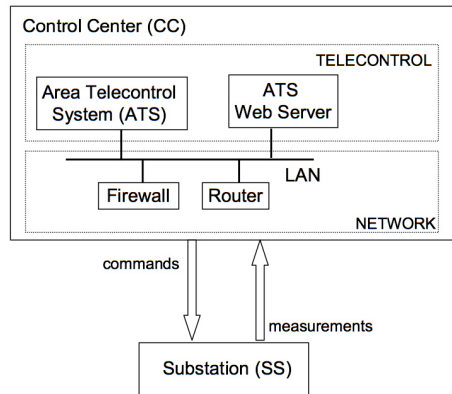 Control Center (CC)
TELECONTROL
Area Telecontrol
System (ATS)
ATS
Web Server
LAN
Firewall
Router
NETWORK
commands
measurements
Substation (SS)